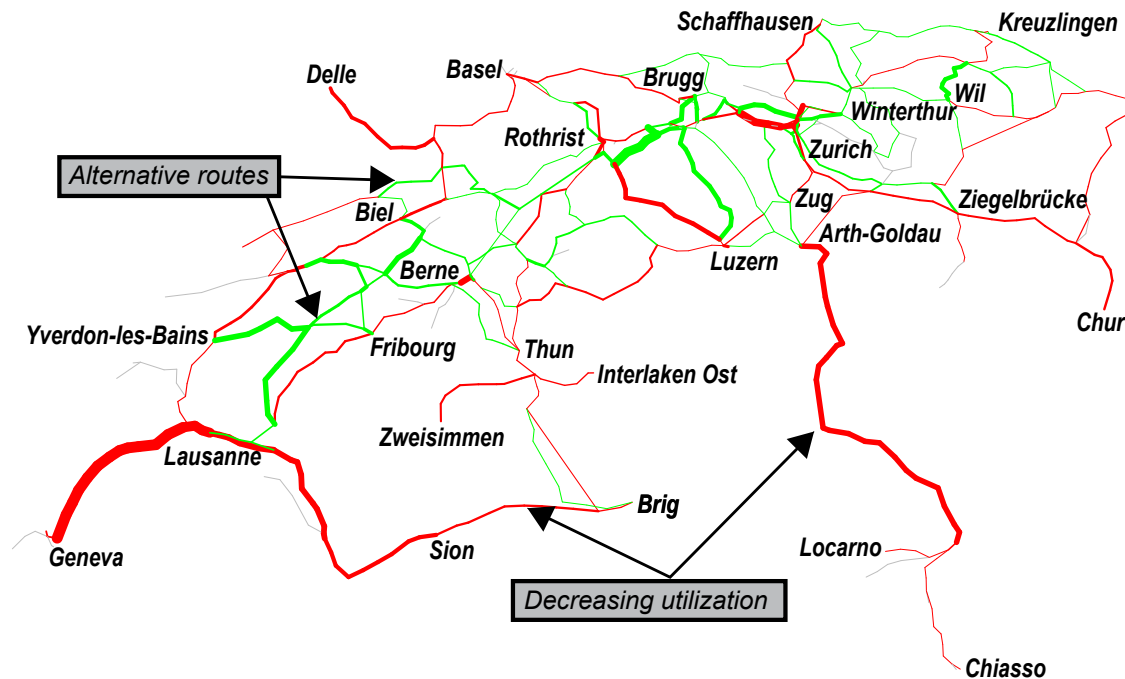 Schaffhausen
Kreuzlingen
Delle
Basel
Brugg
Wil
Winterthur
Rothrist
Zurich
Alternative routes
Biel
Zug
Ziegelbrücke
Arth-Goldau
Luzern
Berne
Chur
Yverdon-les-Bains
Fribourg
Thun
Interlaken Ost
Zweisimmen
Lausanne
Brig
Sion
Geneva
Locarno
Decreasing utilization
Chiasso